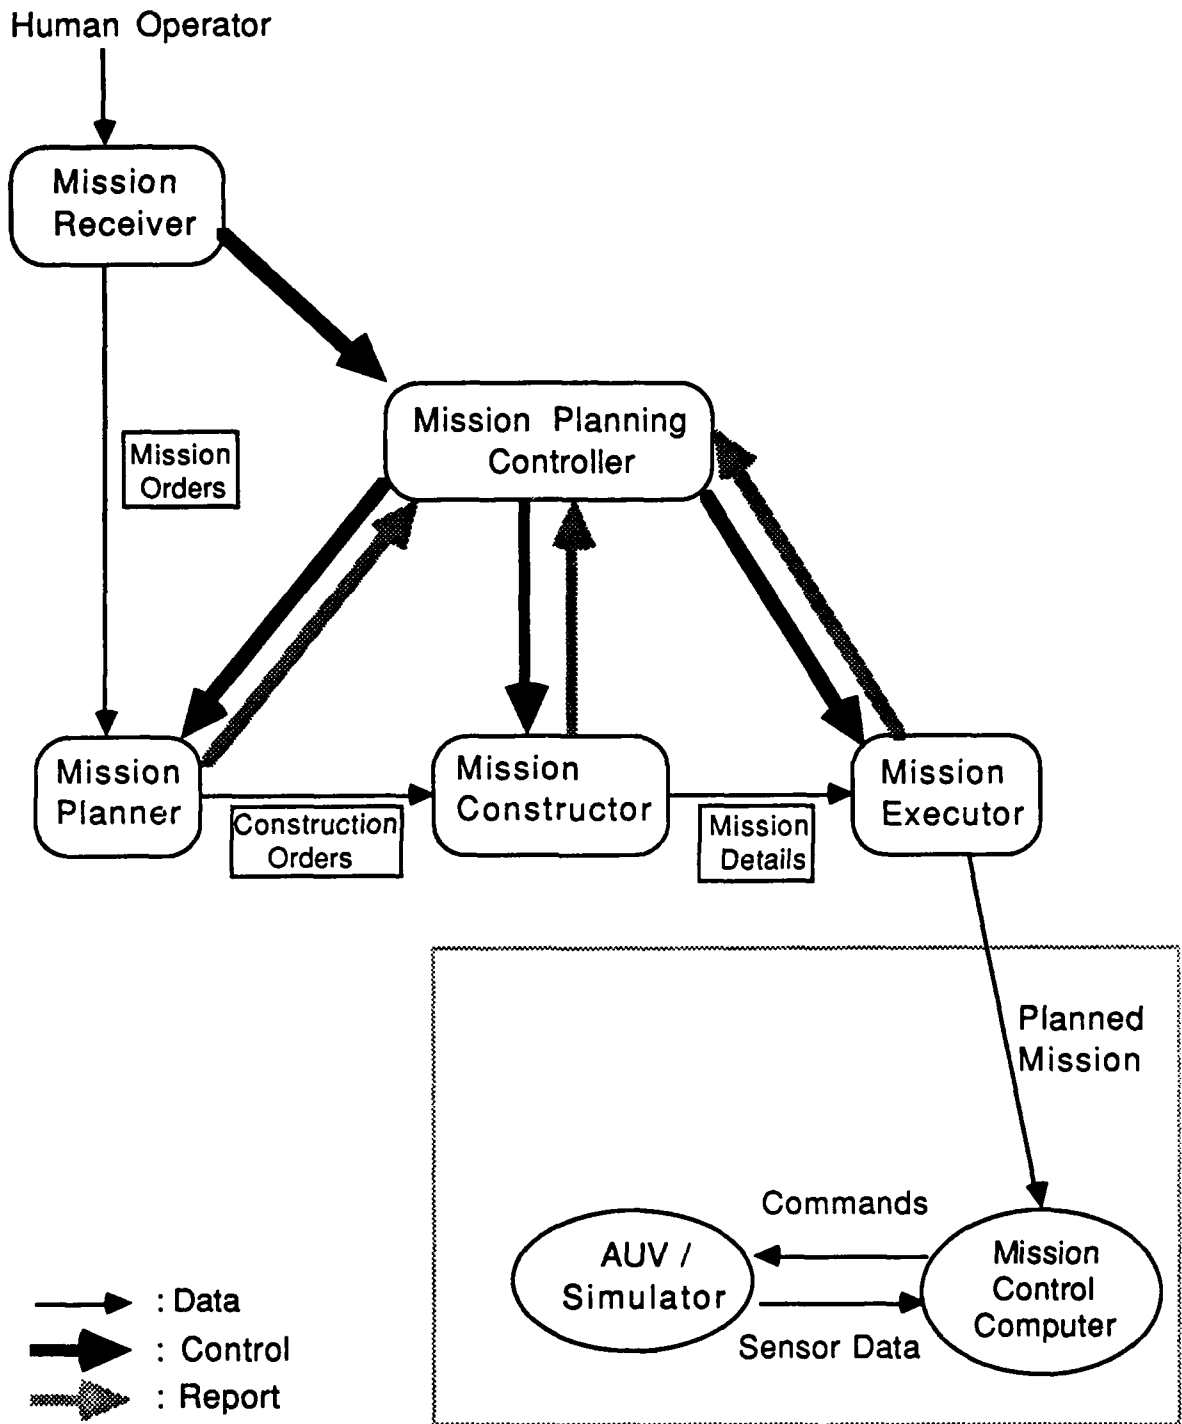 Human Operator
Mission
Receiver
Mission Planning
Controller
Mission
Orders
Mission
Planner
Construction
Orders
Mission
Constructor
Mission
Details
Mission
Executor
Planned
Mission
Commands
AUV /
Simulator
Mission
Control
Computer
Sensor Data
: Data
: Control
: Report